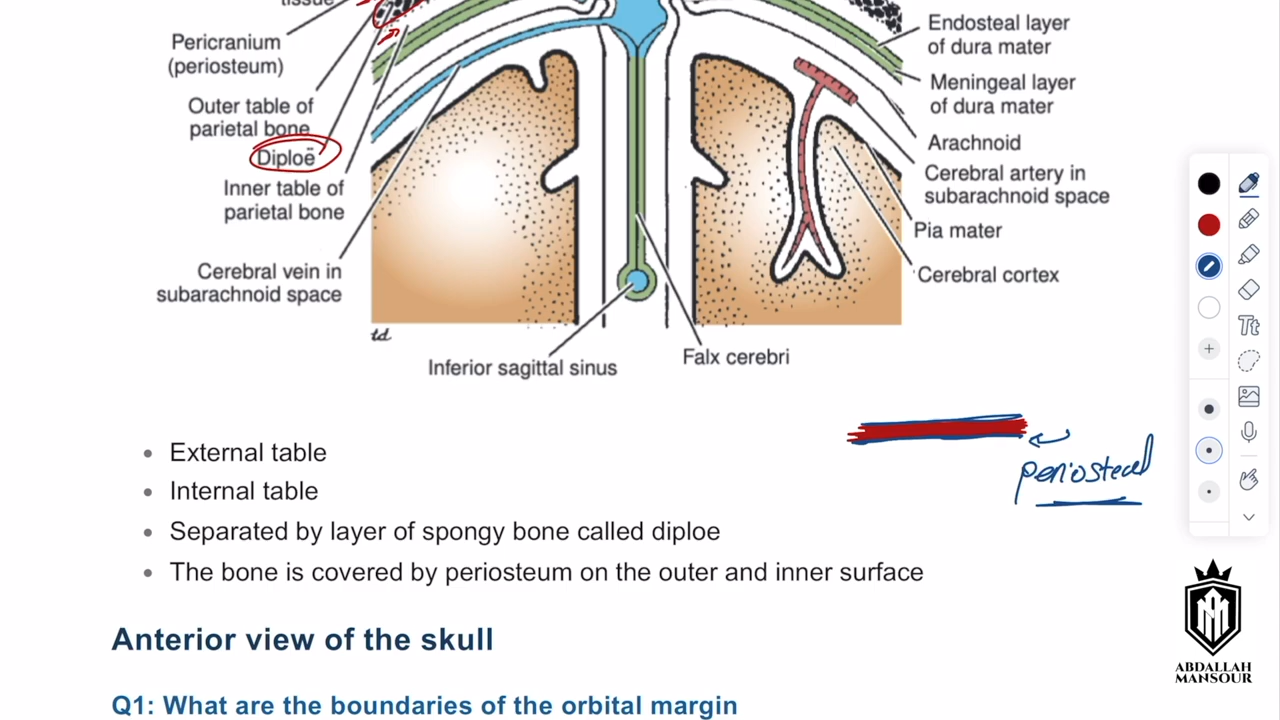 tissue
Pericranium
(periosteum)
Outer table of
parietal bone
Diploë
Inner table of
parietal bone
Cerebral vein in
subarachnoid space
td
Inferior sagittal sinus
Falx cerebri
Endosteal layer
of dura mater
Meningeal layer
of dura mater
Arachnoid
Cerebral artery in
subarachnoid space
Pia mater
Cerebral cortex
periosteal
• External table
• Internal table
• Separated by layer of spongy bone called diploe
• The bone is covered by periosteum on the outer and inner surface
Anterior view of the skull
Q1: What are the boundaries of the orbital margin
Tt
ABDALLAH
MANSOUR